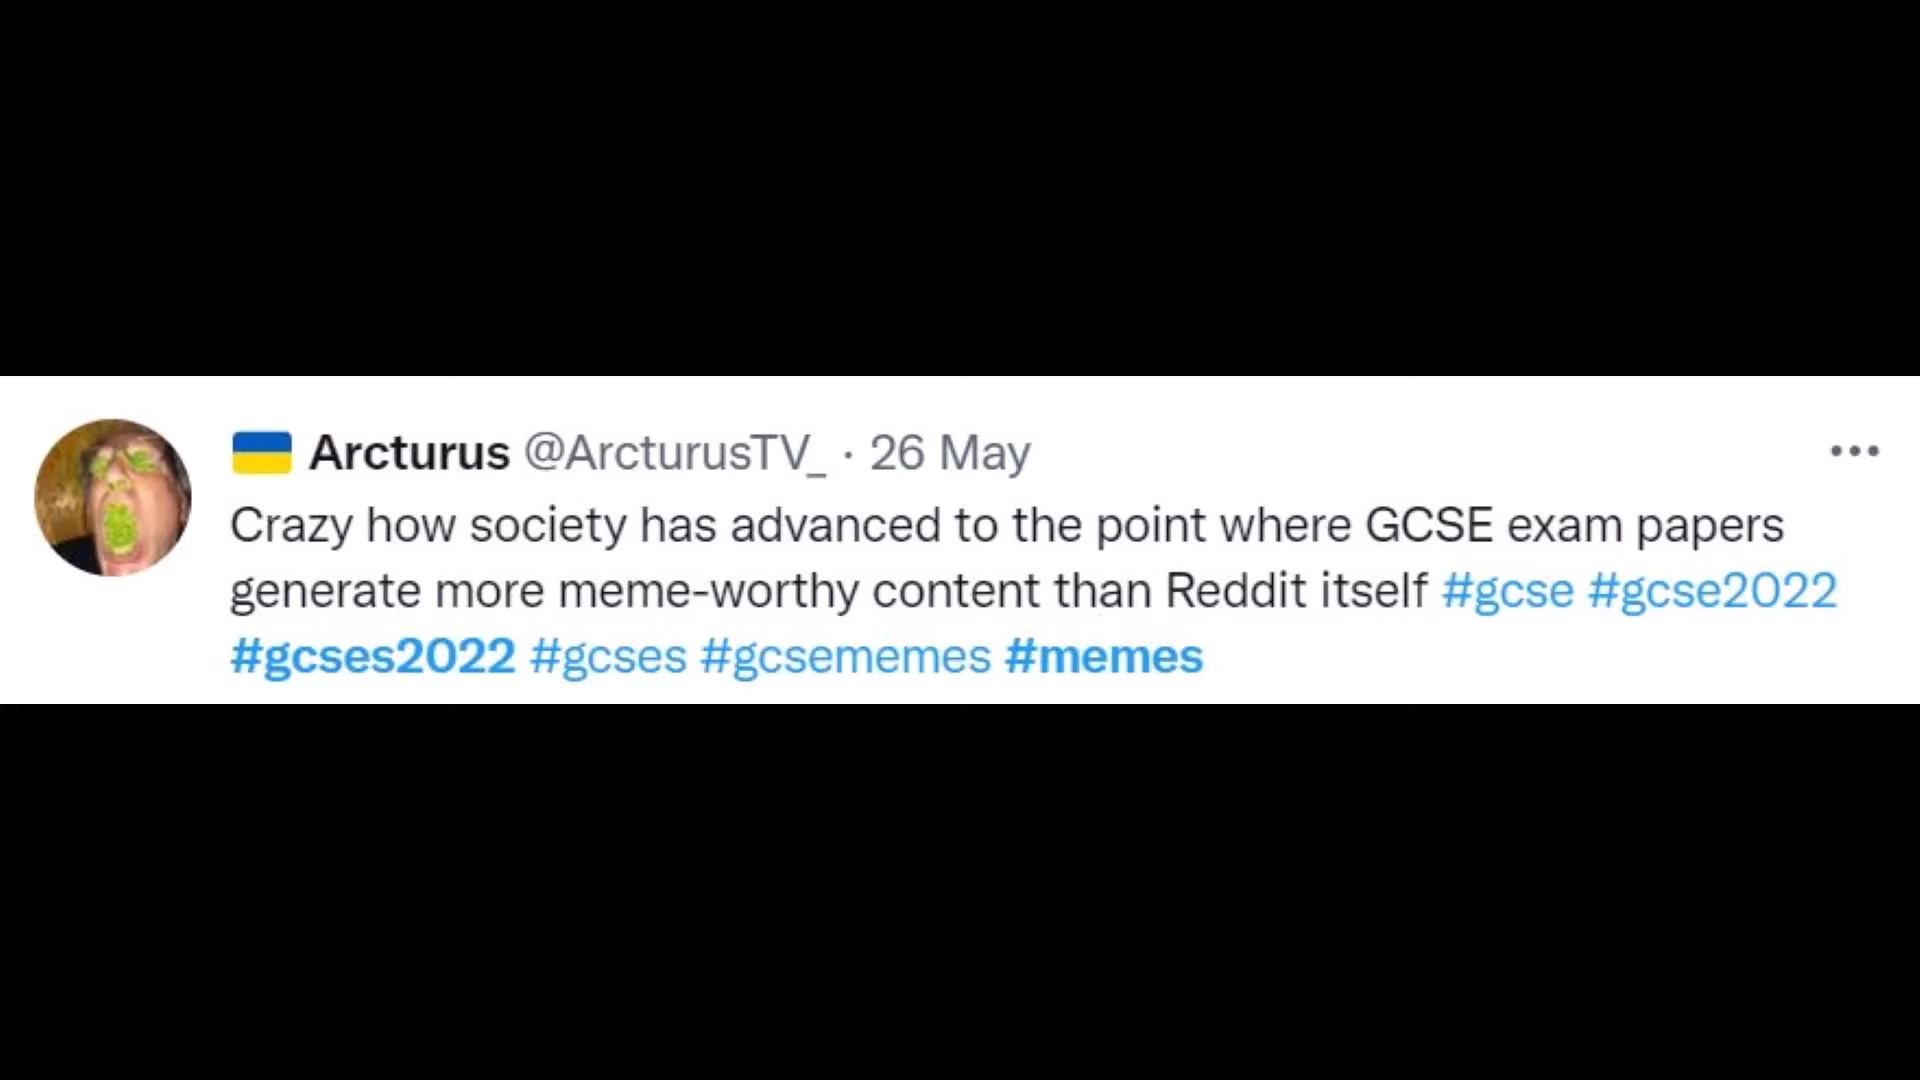 Arcturus @ArcturusTV_ · 26 May
Crazy how society has advanced to the point where GCSE exam papers
generate more meme-worthy content than Reddit itself #gcse #gcse2022
#gcses2022 #gcses #gcsememes #memes